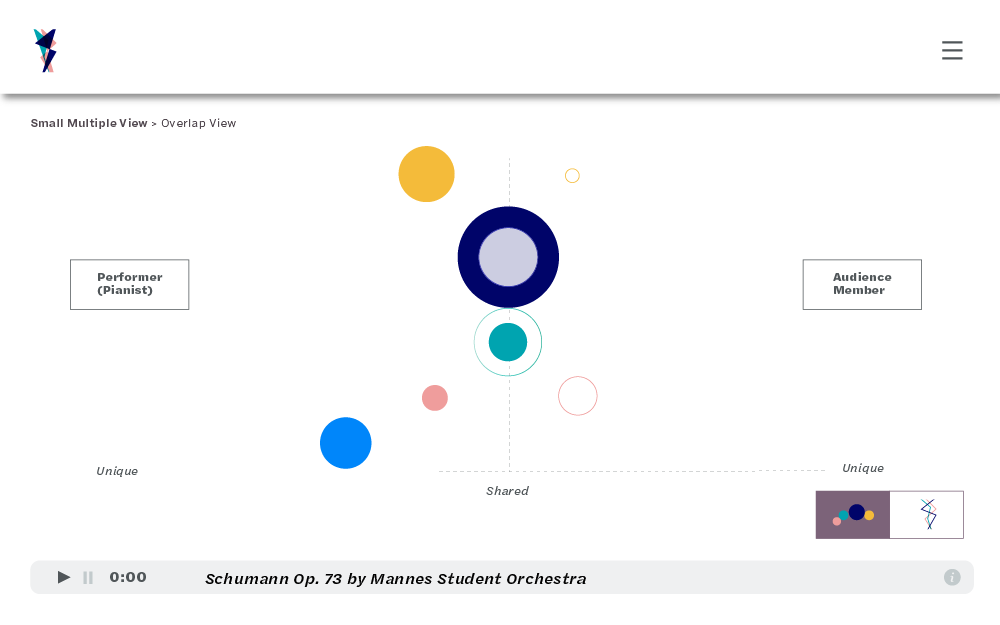 Small Multiple View > Overlap View
Performer
(Pianist)
Audience
Member
Unique
Unique
Shared
0:00
Schumann Op. 73 by Mannes Student Orchestra
i